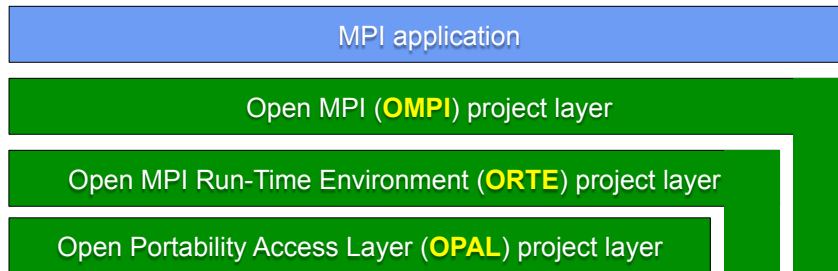 MPI application
Open MPI (OMPI) project layer
Open MPI Run-Time Environment (ORTE) project layer
Open Portability Access Layer (OPAL) project layer